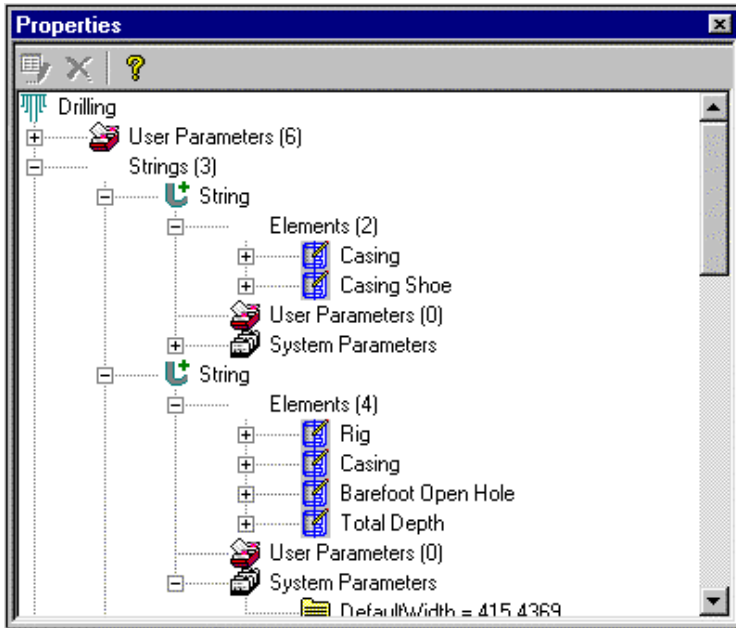 Properties
Drilling
User Parameters (6)
Strings (3)
String
Elements (2)
Casing
Casing Shoe
User Parameters (0)
System Parameters
String
Elements (4)
Rig
Casing
Barefoot Open Hole
Total Depth
User Parameters (0)
System Parameters
DefaultWidth = 415.4369